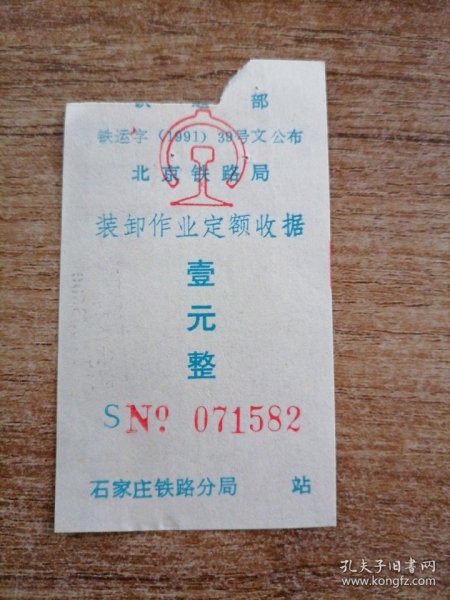 部
铁运字（1991）39号文公布
北京铁路局
装卸作业定额收据
壹
元
整
SNo 071582
石家庄铁路分局 站
孔夫子旧书网
www.kongfz.com